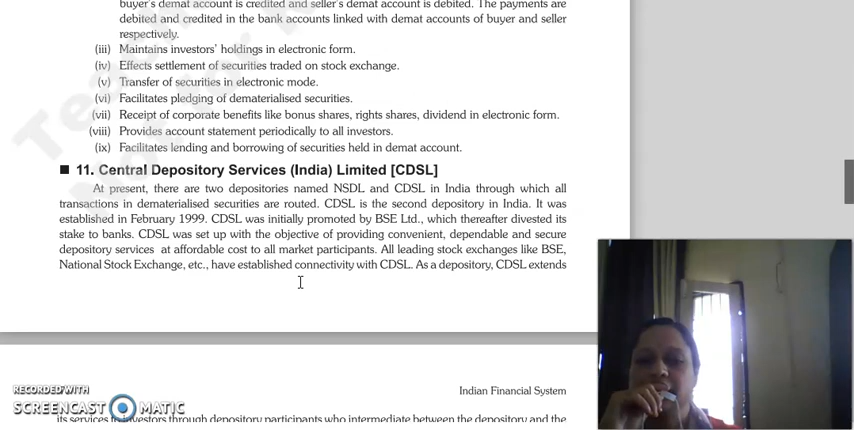 buyer's demat account is credited and seller's demat account is debited. The payments are
debited and credited in the bank accounts linked with demat accounts of buyer and seller
respectively.
(iii) Maintains investors' holdings in electronic form.
(iv) Effects settlement of securities traded on stock exchange.
(v) Transfer of securities in electronic mode.
(vi) Facilitates pledging of dematerialised securities.
(vii) Receipt of corporate benefits like bonus shares, rights shares, dividend in electronic form.
(viii) Provides account statement periodically to all investors.
(ix) Facilitates lending and borrowing of securities held in demat account.
■ 11. Central Depository Services (India) Limited [CDSL]
At present, there are two depositories named NSDL and CDSL in India through which all
transactions in dematerialised securities are routed. CDSL is the second depository in India. It was
established in February 1999. CDSL was initially promoted by BSE Ltd., which thereafter divested its
stake to banks. CDSL was set up with the objective of providing convenient, dependable and secure
depository services at affordable cost to all market participants. All leading stock exchanges like BSE,
National Stock Exchange, etc., have established connectivity with CDSL. As a depository, CDSL extends
Indian Financial System
its services to investors through depository participants who intermediate between the depository and the
RECORDED WITH
SCREENCAST MATIC